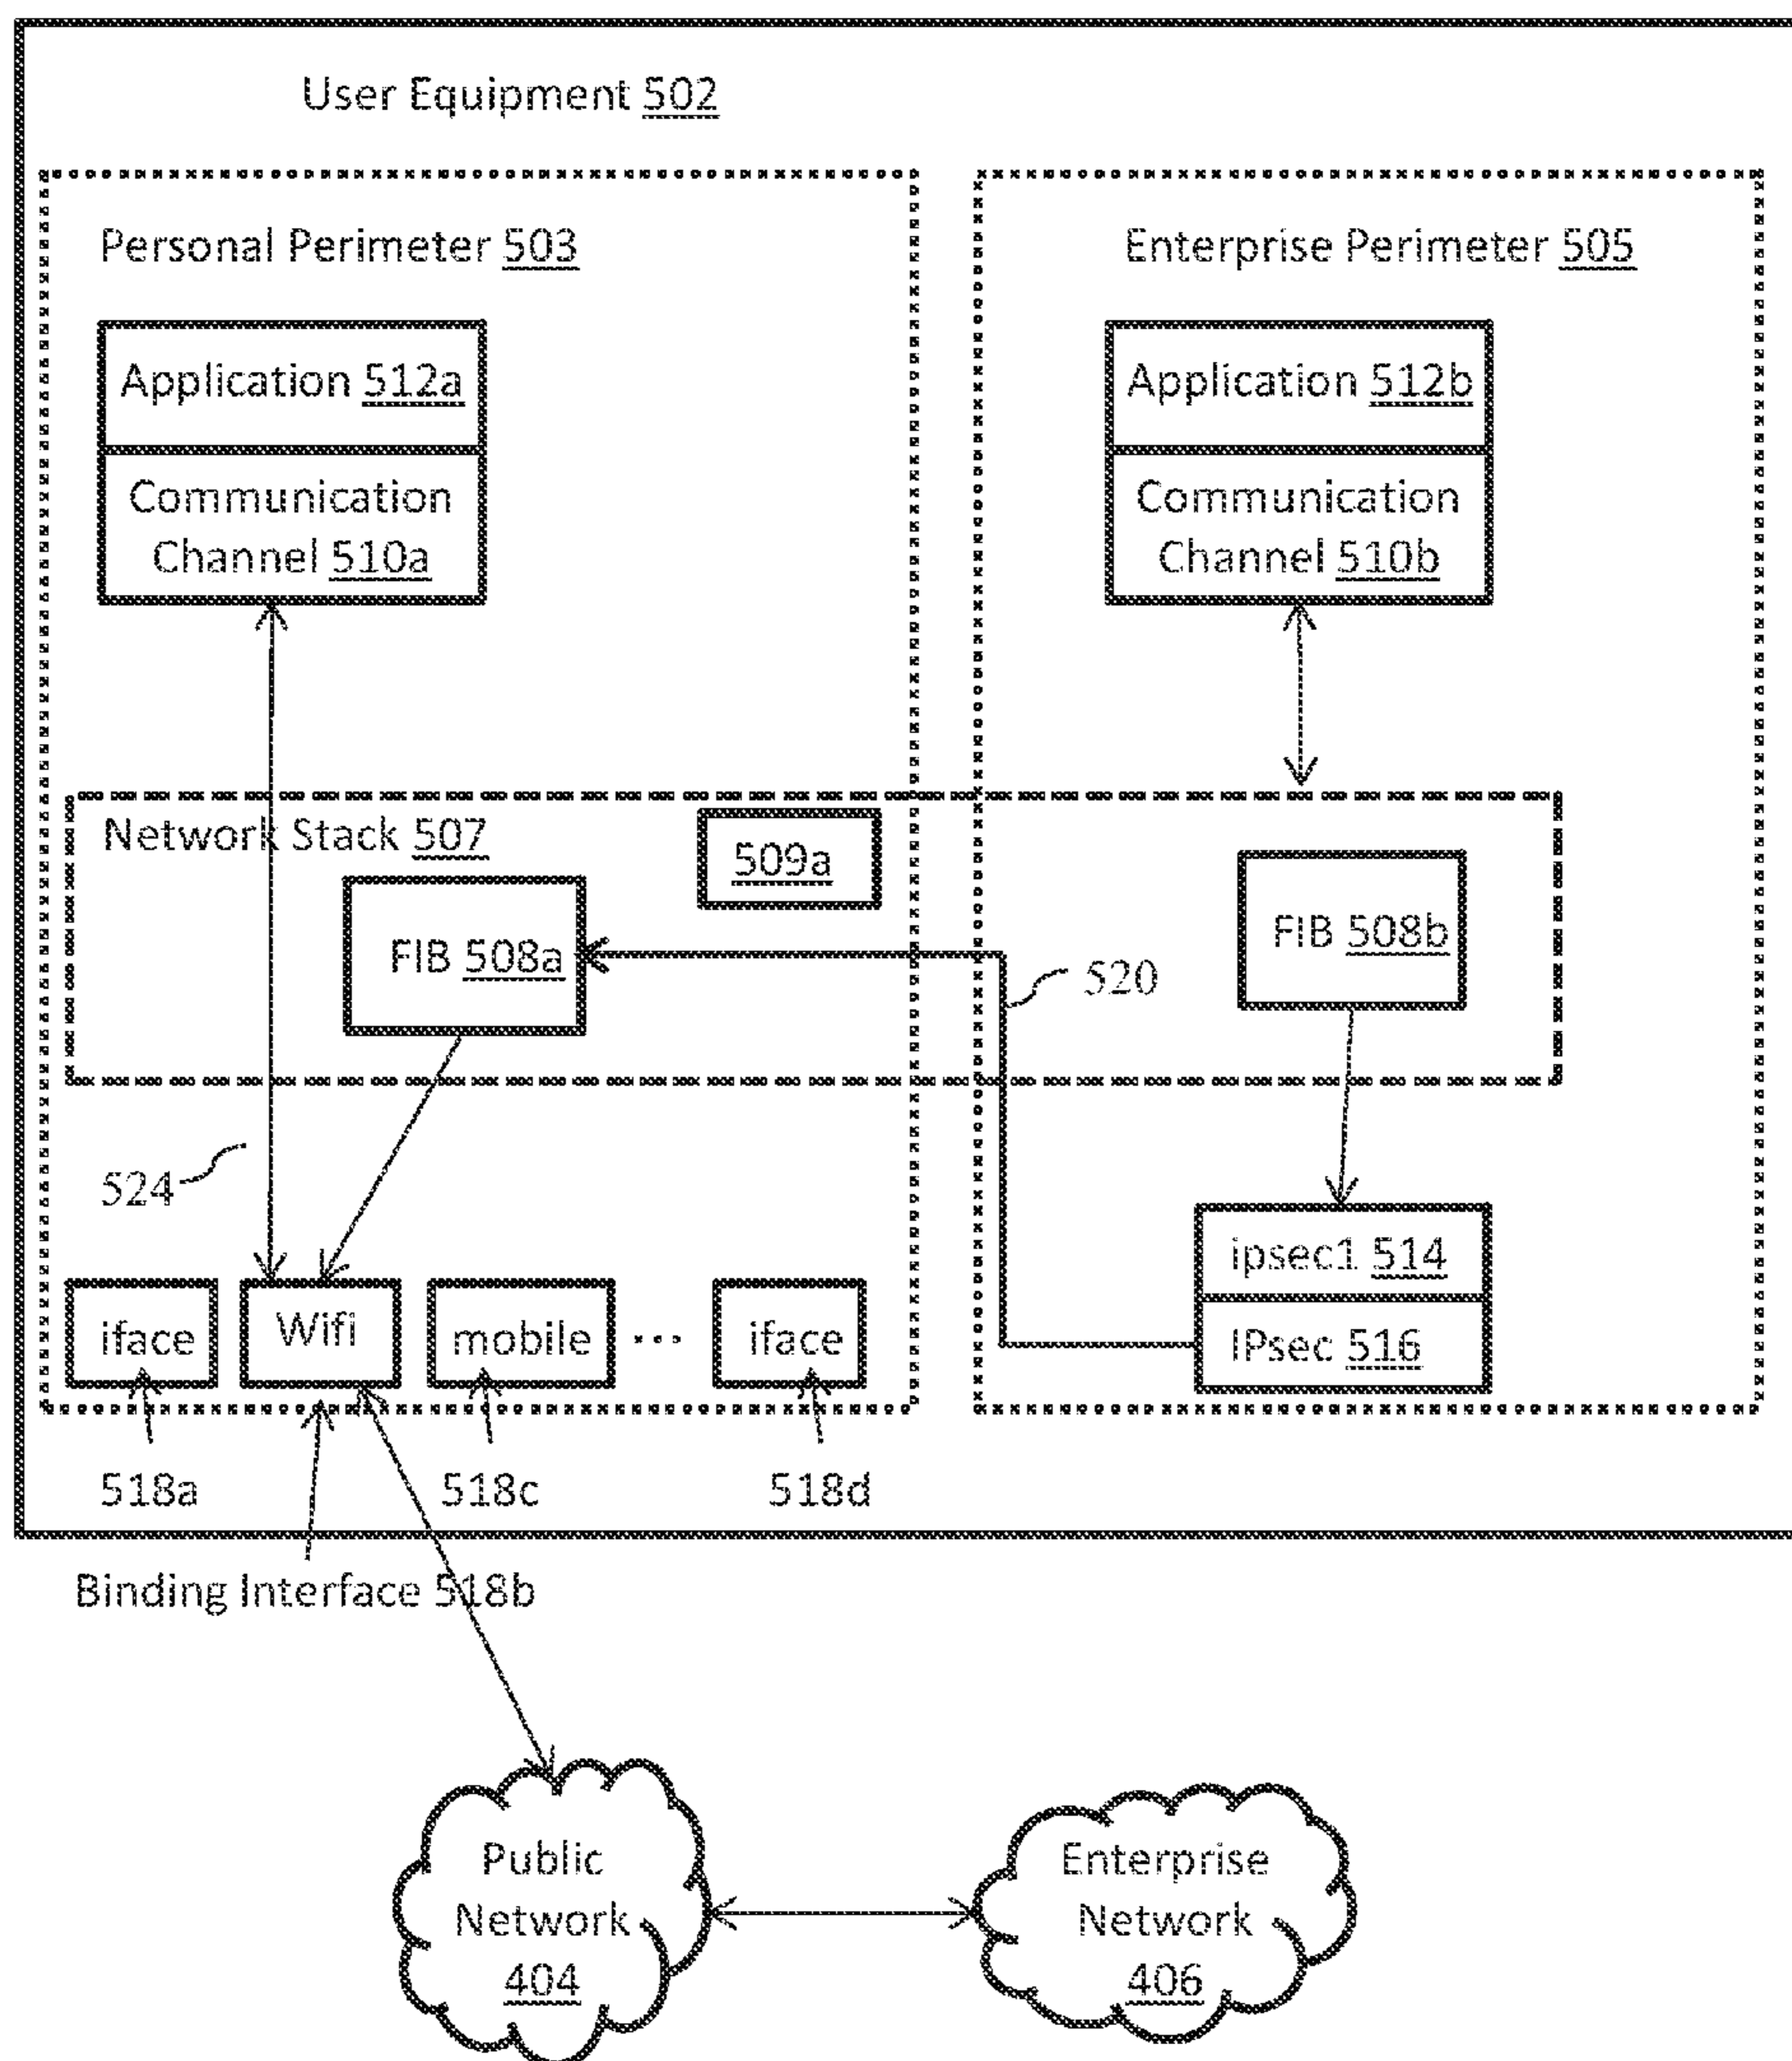 User Equipment 502
Personal Perimeter 503
Enterprise Perimeter 505
Application 512a
Communication
Channel 510a
Application 512b
Communication
Channel 510b
Network Stack 507
509a
FIB 508a
FIB 508b
520
524
ipsec1 514
IPsec 516
iface
Wifi
mobile
...
iface
518a
518c
518d
Binding Interface 518b
Public
Network
404
Enterprise
Network
406